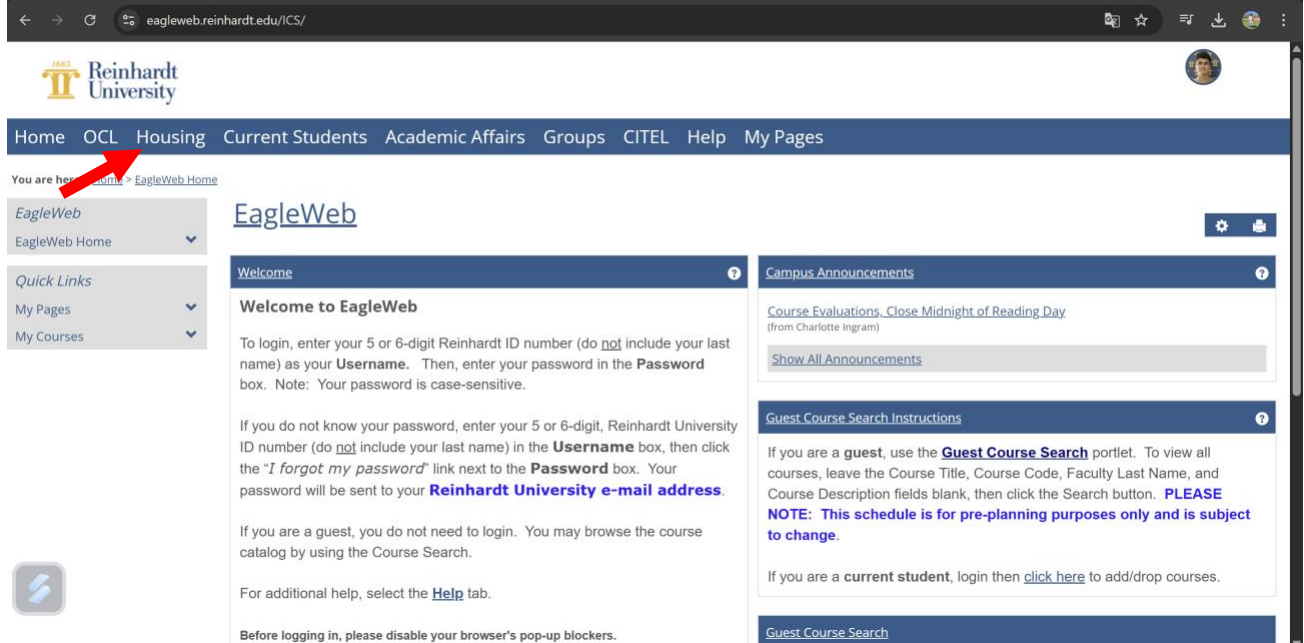 eagleweb.reinhardt.edu/ICS/
1883
Reinhardt
University
Home OCL Housing Current Students Academic Affairs Groups CITEL Help My Pages
You are here: Home > EagleWeb Home
EagleWeb
EagleWeb Home
Quick Links
My Pages
My Courses
EagleWeb
Welcome
Welcome to EagleWeb
To login, enter your 5 or 6-digit Reinhardt ID number (do not include your last
name) as your Username. Then, enter your password in the Password
box. Note: Your password is case-sensitive.
If you do not know your password, enter your 5 or 6-digit, Reinhardt University
ID number (do not include your last name) in the Username box, then click
the “I forgot my password” link next to the Password box. Your
password will be sent to your Reinhardt University e-mail address.
If you are a guest, you do not need to login. You may browse the course
catalog by using the Course Search.
For additional help, select the Help tab.
Before logging in, please disable your browser's pop-up blockers.
Campus Announcements
Course Evaluations, Close Midnight of Reading Day
(from Charlotte Ingram)
Show All Announcements
Guest Course Search Instructions
If you are a guest, use the Guest Course Search portlet. To view all
courses, leave the Course Title, Course Code, Faculty Last Name, and
Course Description fields blank, then click the Search button. PLEASE
NOTE: This schedule is for pre-planning purposes only and is subject
to change.
If you are a current student, login then click here to add/drop courses.
Guest Course Search